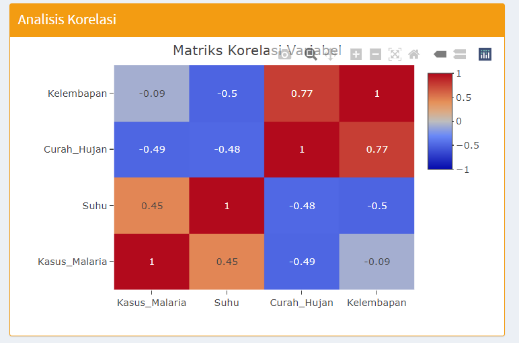 Analisis Korelasi
Matriks Korelasi Variabel
Kelembapan -0.09 -0.5 0.77 1
Curah_Hujan -0.49 -0.48 1 0.77
Suhu 0.45 1 -0.48 -0.5
Kasus_Malaria 1 0.45 -0.49 -0.09
Kasus_Malaria Suhu Curah_Hujan Kelembapan
1
0.5
0
−0.5
−1